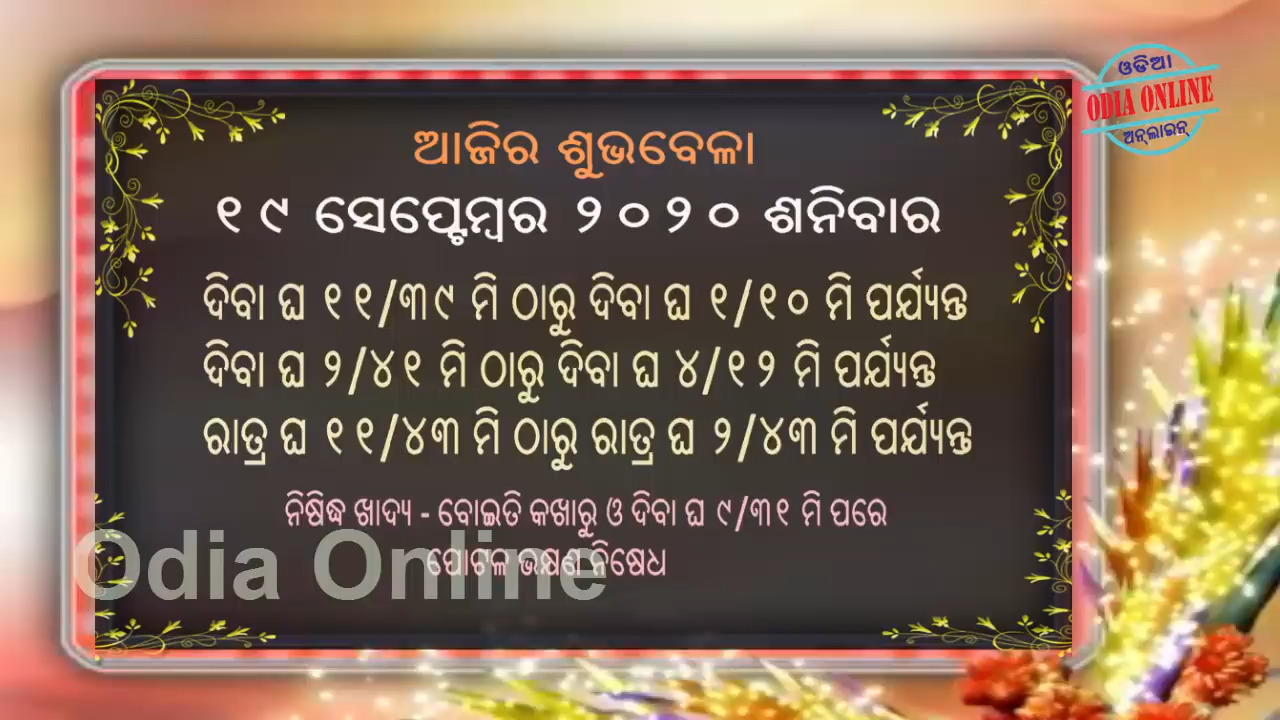 ଓଡିଆ
ODIA ONLINE
ଅନ୍‌ଲାଇନ୍
ଆଜିର ଶୁଭବେଳା
୧୯ ସେପ୍ଟେମ୍ବର ୨୦୨୦ ଶନିବାର
ଦିବା ଘ ୧୧/୩୯ ମି ଠାରୁ ଦିବା ଘ ୧/୧୦ ମି ପର୍ଯ୍ୟନ୍ତ
ଦିବା ଘ ୨/୪୧ ମି ଠାରୁ ଦିବା ଘ ୪/୧୨ ମି ପର୍ଯ୍ୟନ୍ତ
ରାତ୍ର ଘ ୧୧/୪୩ ମି ଠାରୁ ରାତ୍ର ଘ ୨/୪୩ ମି ପର୍ଯ୍ୟନ୍ତ
ନିଷିଦ୍ଧ ଖାଦ୍ୟ - ବୋଇତି କଖାରୁ ଓ ଦିବା ଘ ୯/୩୧ ମି ପରେ
ପୋଟଳ ଭକ୍ଷଣ ନିଷେଧ
Odia Online